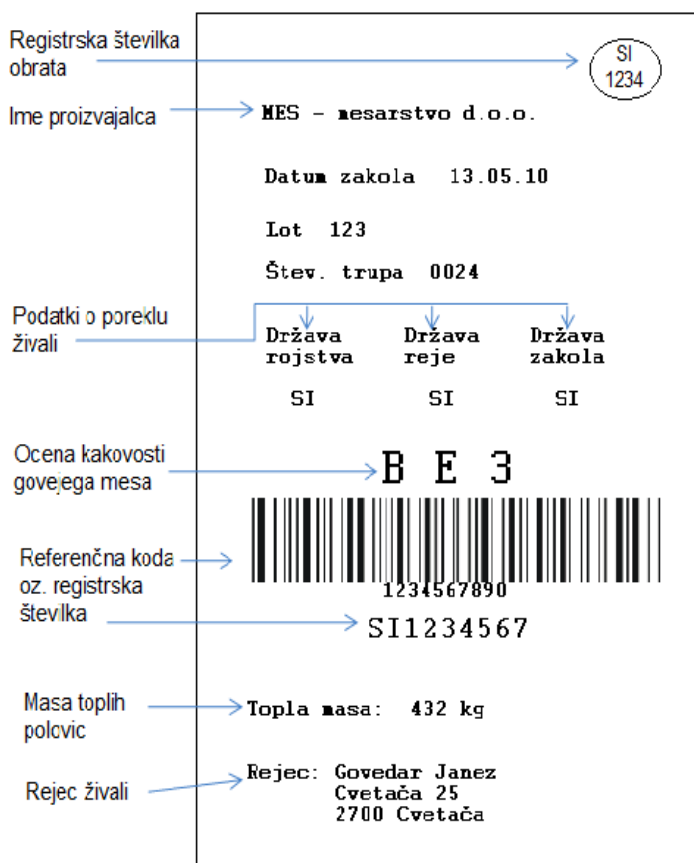 Registrska številka
obrata
SI
1234
Ime proizvajalca
MES - mesarstvo d.o.o.
Datum zakola 13.05.10
Lot 123
Štev. trupa 0024
Podatki o poreklu
živali
Država
rojstva
Država
reje
Država
zakola
SI
SI
SI
Ocena kakovosti
govejega mesa
B E 3
Referenčna koda
oz. registrska
številka
1234567890
SI1234567
Masa toplih
polovic
Topla masa: 432 kg
Rejec živali
Rejec: Govedar Janez
Cvetača 25
2700 Cvetača